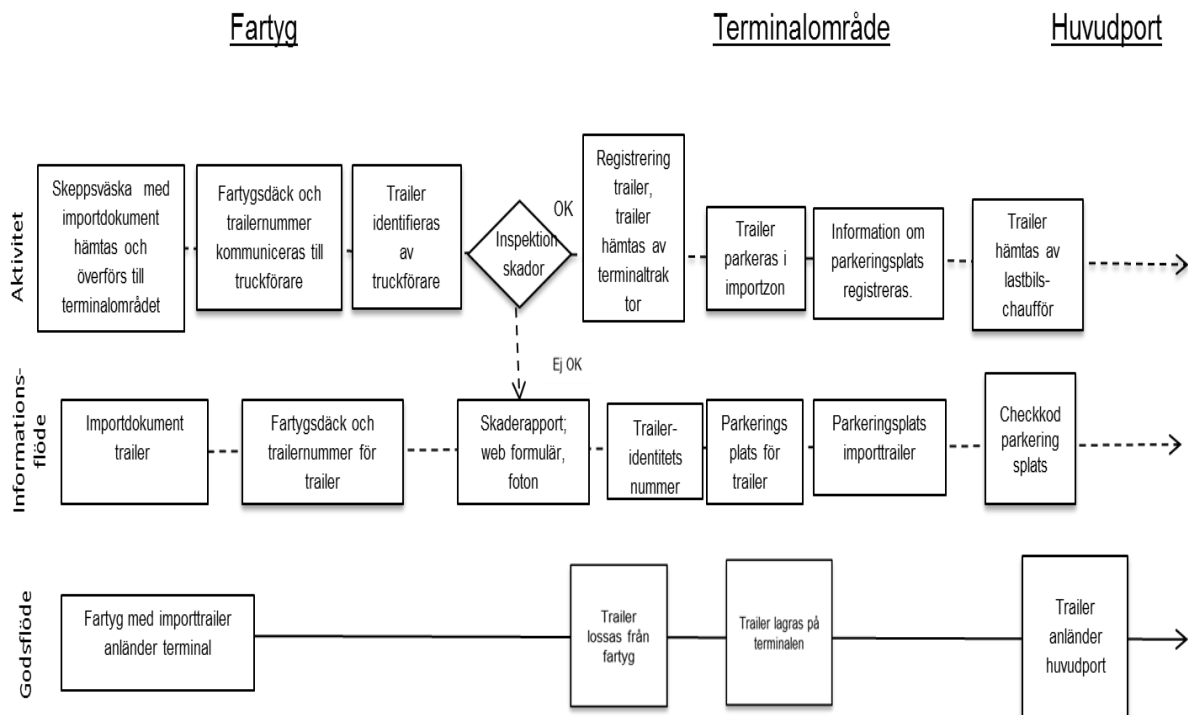 Fartyg
Terminalområde
Huvudport
Aktivitet
Skeppsväska med
importdokument
hämtas och
överförs till
terminalområdet
Fartygsdäck och
trailernummer
kommuniceras till
truckförare
Trailer
identifieras
av
truckförare
Inspektion
skador
OK
Ej OK
Registrering
trailer,
trailer
hämtas av
terminaltrak
tor
Trailer
parkeras i
importzon
Information om
parkeringsplats
registreras.
Trailer
hämtas av
lastbils-
chaufför
Informations-
flöde
Importdokument
trailer
Fartygsdäck och
trailernummer för
trailer
Skaderapport;
web formulär,
foton
Trailer-
identitets
nummer
Parkerings
plats för
trailer
Parkeringsplats
importtrailer
Checkkod
parkering
splats
Godsflöde
Fartyg med importtrailer
anländer terminal
Trailer
lossas från
fartyg
Trailer lagras på
terminalen
Trailer
anländer
huvudport